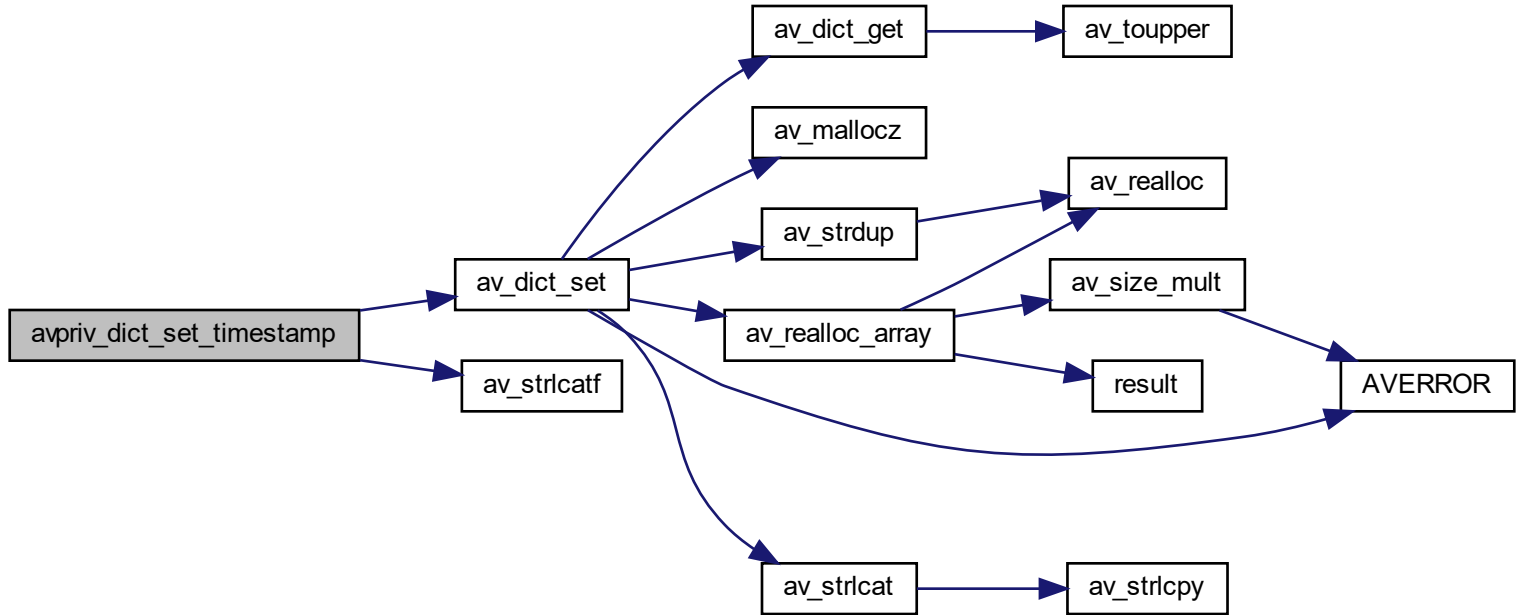 avpriv_dict_set_timestamp
av_dict_set
av_strlcatf
av_dict_get
av_mallocz
av_strdup
av_realloc_array
av_strlcat
av_toupper
av_realloc
av_size_mult
result
av_strlcpy
AVERROR